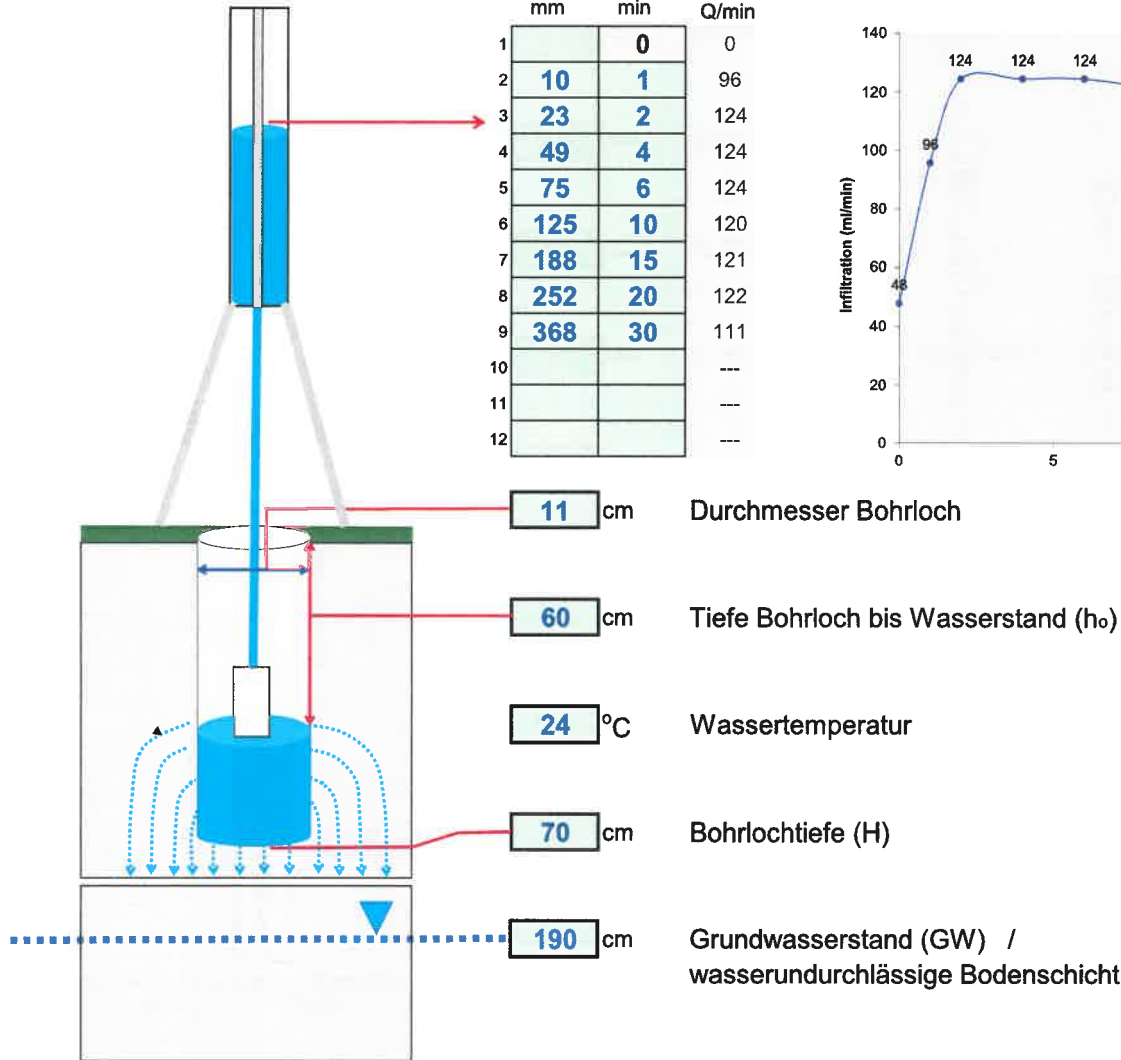 mm min Q/min
1 0 0
2 10 1 96
3 23 2 124
4 49 4 124
5 75 6 124
6 125 10 120
7 188 15 121
8 252 20 122
9 368 30 111
10 ---
11 ---
12 ---
140
120
100
80
60
40
20
0
Infiltration (ml/min)
48
96
124 124 124
0 5
11 cm Durchmesser Bohrloch
60 cm Tiefe Bohrloch bis Wasserstand (ho)
24 °C Wassertemperatur
70 cm Bohrlochtiefe (H)
190 cm Grundwasserstand (GW) /
wasserundurchlässige Bodenschicht